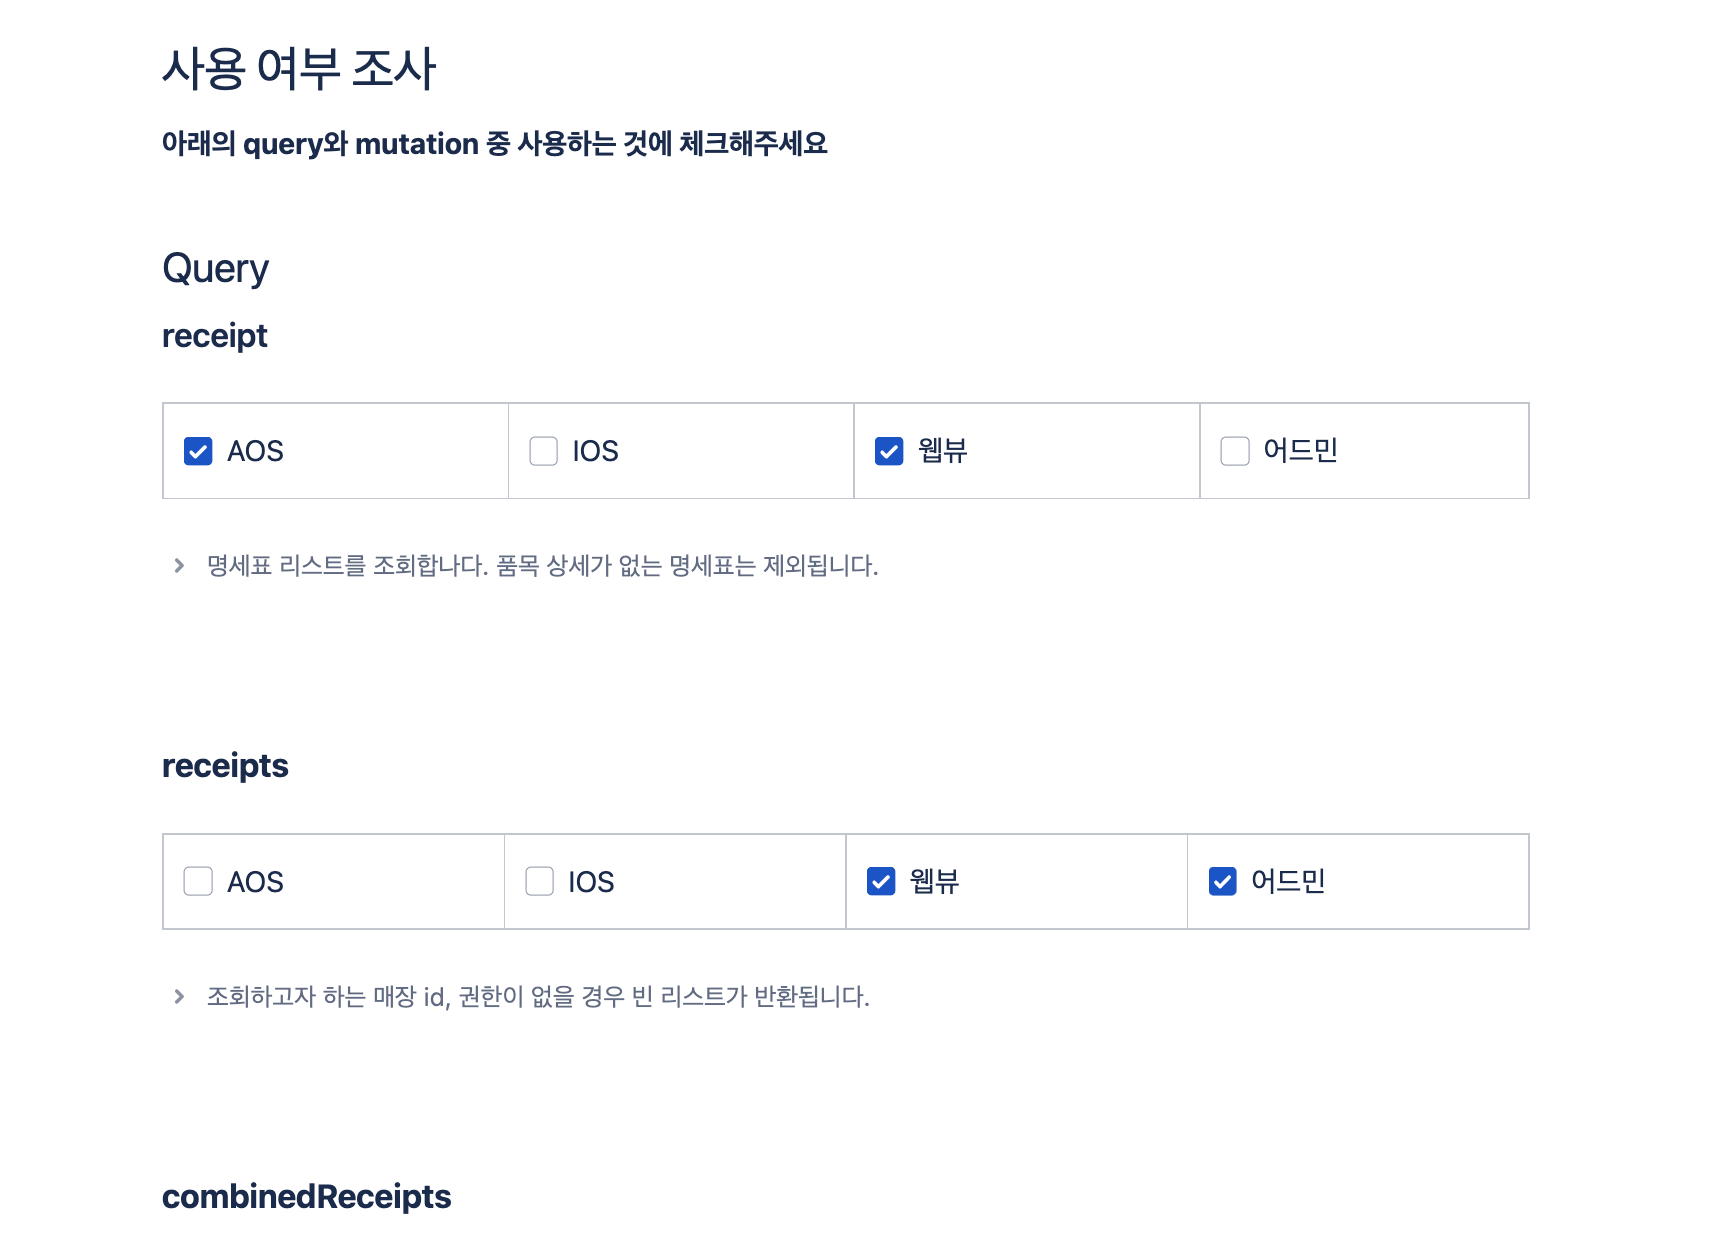 사용 여부 조사
아래의 query와 mutation 중 사용하는 것에 체크해주세요
Query
receipt
AOS IOS 웹뷰 어드민
명세표 리스트를 조회합나다. 품목 상세가 없는 명세표는 제외됩니다.
receipts
AOS IOS 웹뷰 어드민
조회하고자 하는 매장 id, 권한이 없을 경우 빈 리스트가 반환됩니다.
combinedReceipts